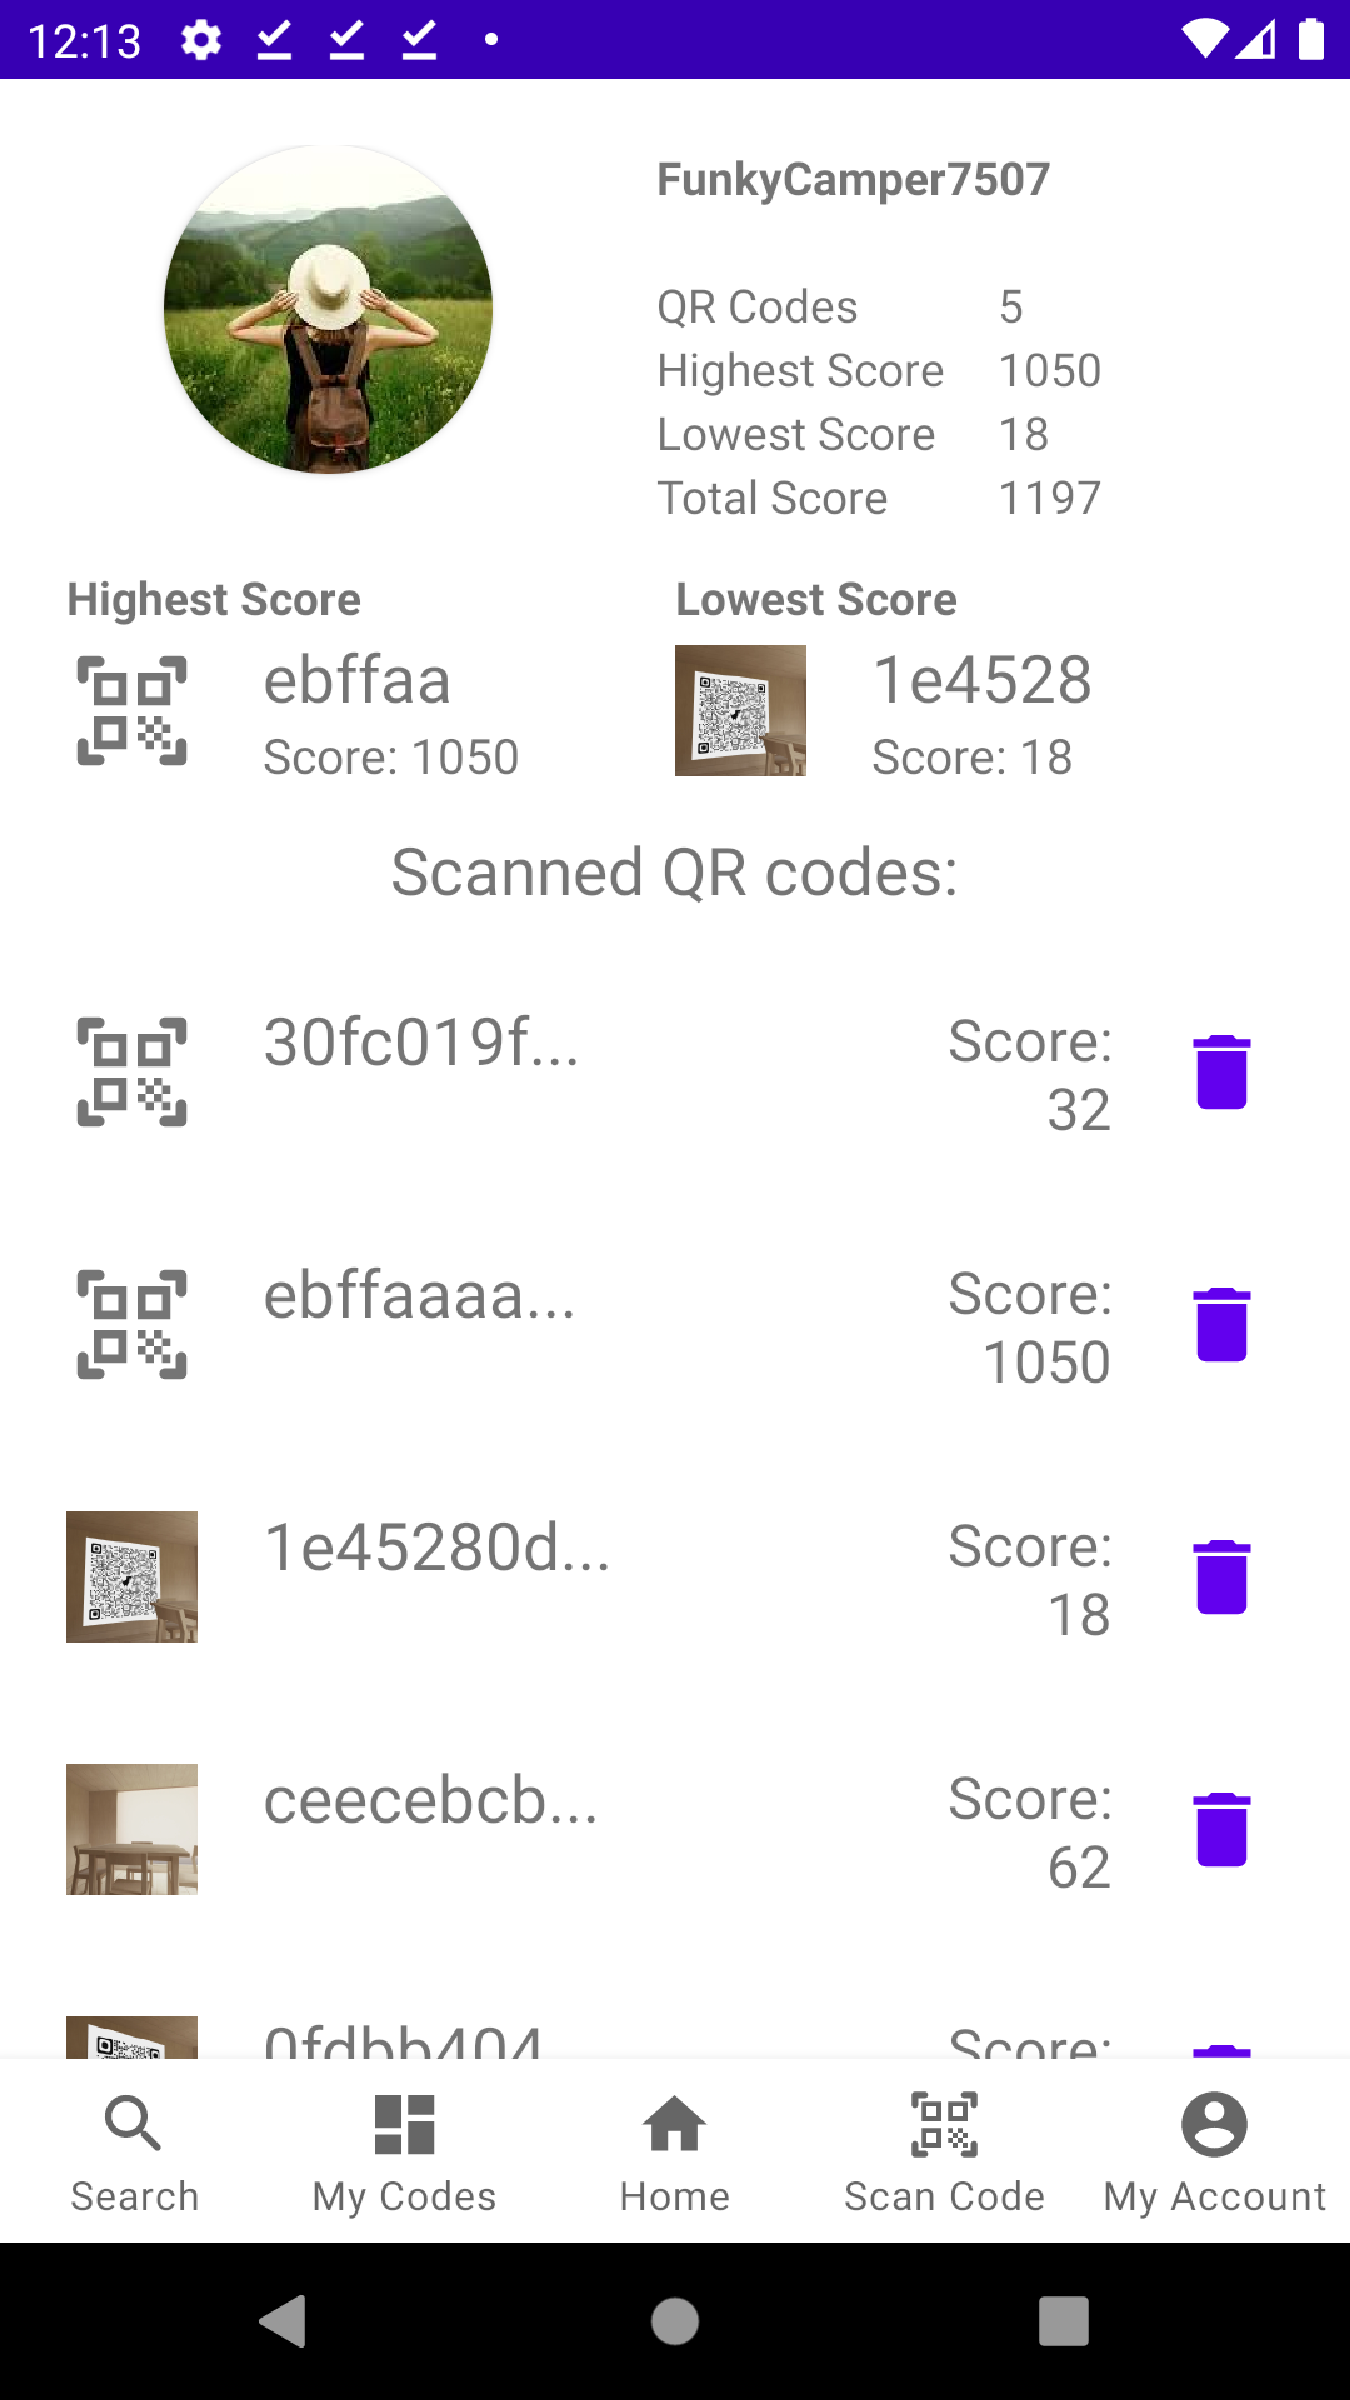 12:13
FunkyCamper7507
QR Codes 5
Highest Score 1050
Lowest Score 18
Total Score 1197
Highest Score
Lowest Score
ebffaa
Score: 1050
1e4528
Score: 18
Scanned QR codes:
30fc019f...
Score:
32
ebffaaaa...
Score:
1050
1e45280d...
Score:
18
ceecebcb...
Score:
62
0fdbb404
Score:
Search
My Codes
Home
Scan Code
My Account